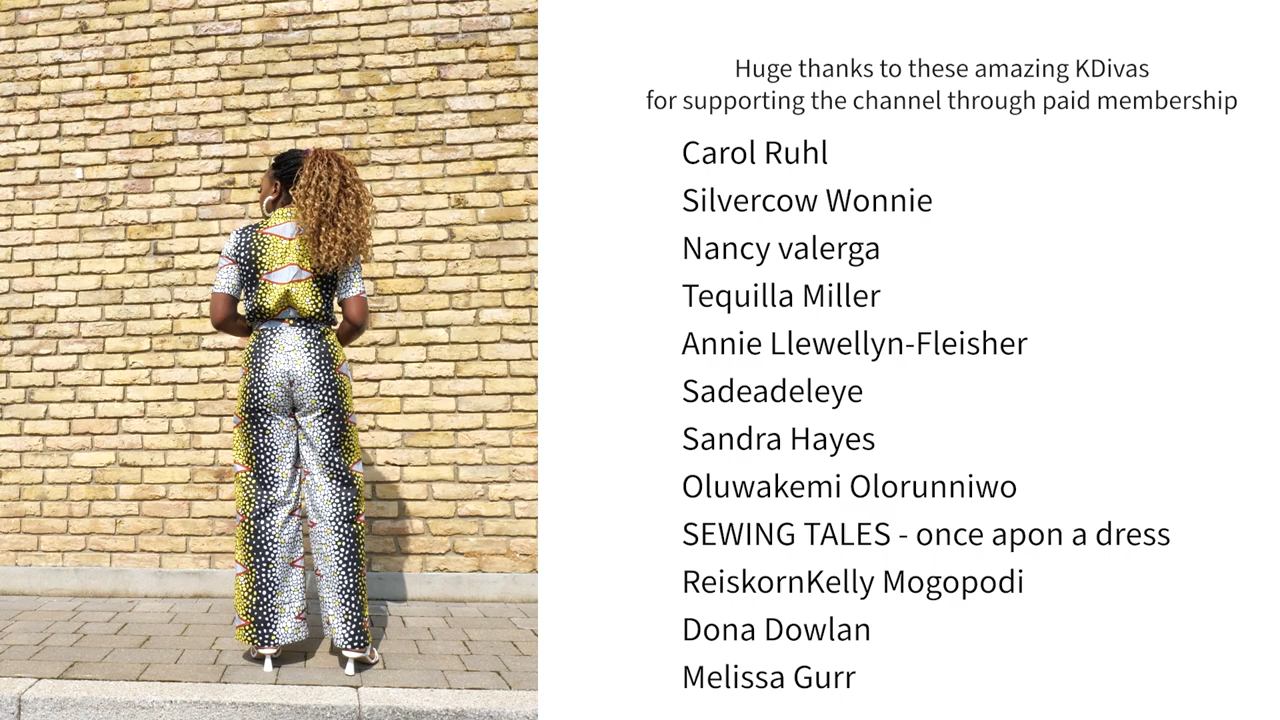 Huge thanks to these amazing KDivas
for supporting the channel through paid membership
Carol Ruhl
Silvercow Wonnie
Nancy valerga
Tequilla Miller
Annie Llewellyn-Fleisher
Sadeadeleye
Sandra Hayes
Oluwakemi Olorunniwo
SEWING TALES - once apon a dress
ReiskornKelly Mogopodi
Dona Dowlan
Melissa Gurr